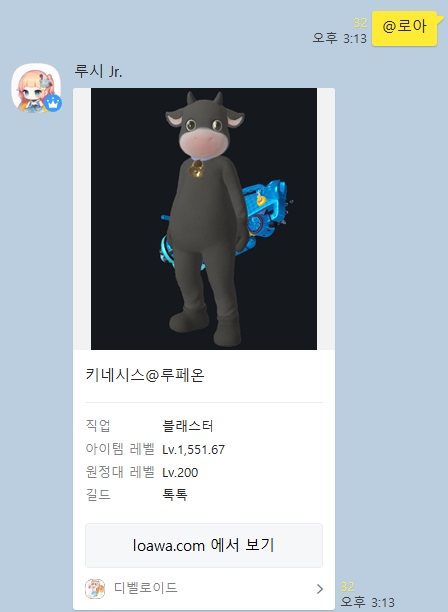 32
@로아
오후 3:13
루시 Jr.
키네시스@루페온
직업 블래스터
아이템 레벨 Lv.1,551.67
원정대 레벨 Lv.200
길드 톡톡
loawa.com 에서 보기
디벨로이드
32
오후 3:13